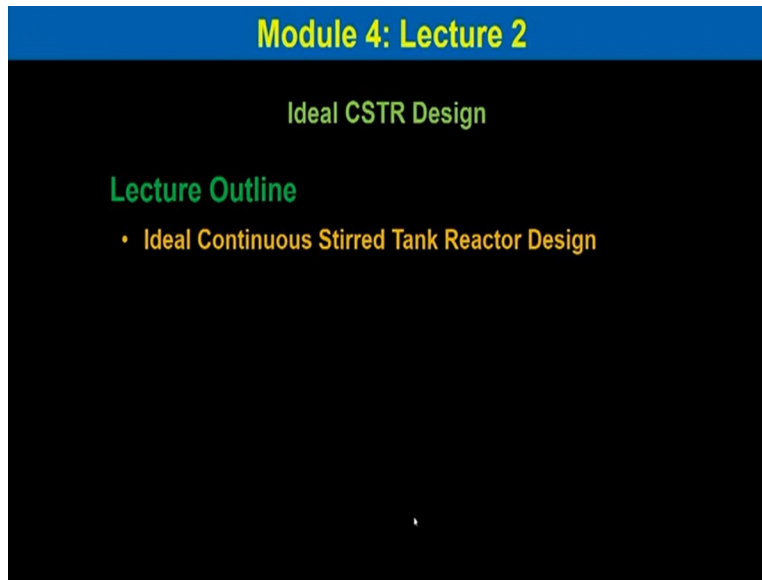 Module 4: Lecture 2
Ideal CSTR Design
Lecture Outline
• Ideal Continuous Stirred Tank Reactor Design